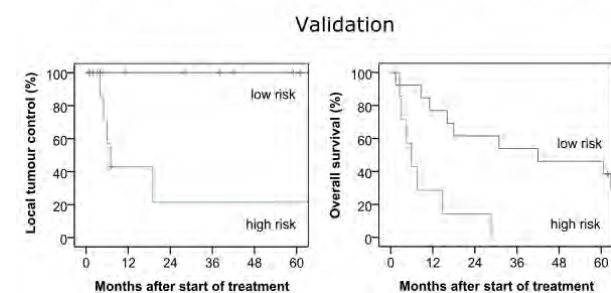 Validation
Local tumour control (%)
100
80
60
40
20
0
low risk
high risk
0 12 24 36 48 60
Months after start of treatment
Overall survival (%)
100
80
60
40
20
0
low risk
high risk
0 12 24 36 48 60
Months after start of treatment